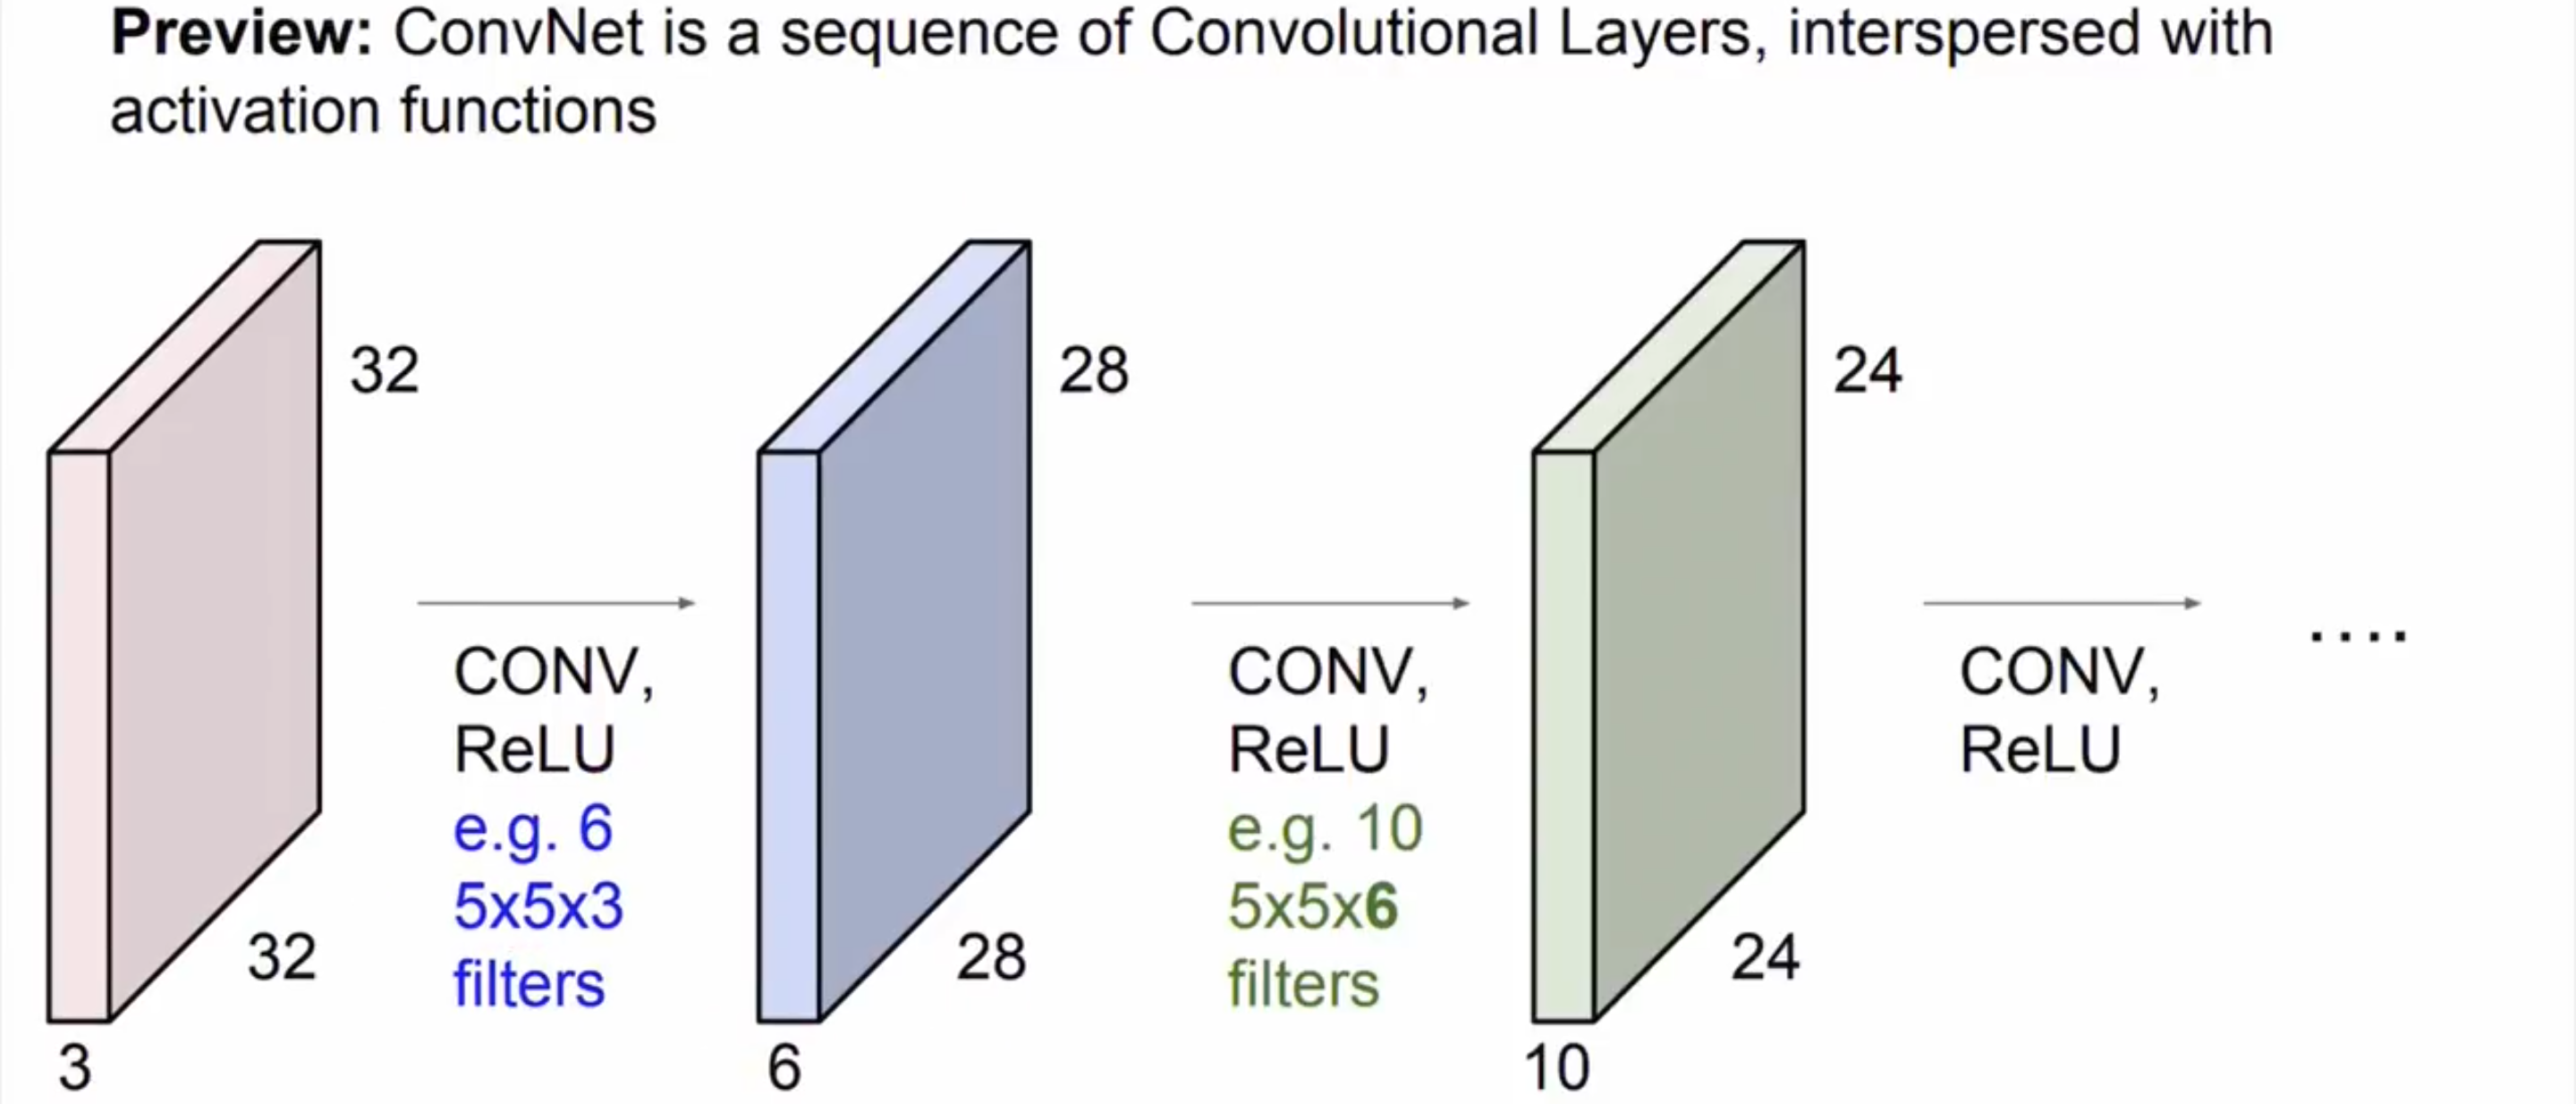 Preview: ConvNet is a sequence of Convolutional Layers, interspersed with
activation functions
32
32
3
CONV,
ReLU
e.g. 6
5x5x3
filters
28
28
6
CONV,
ReLU
e.g. 10
5x5x6
filters
24
24
10
CONV,
ReLU
....